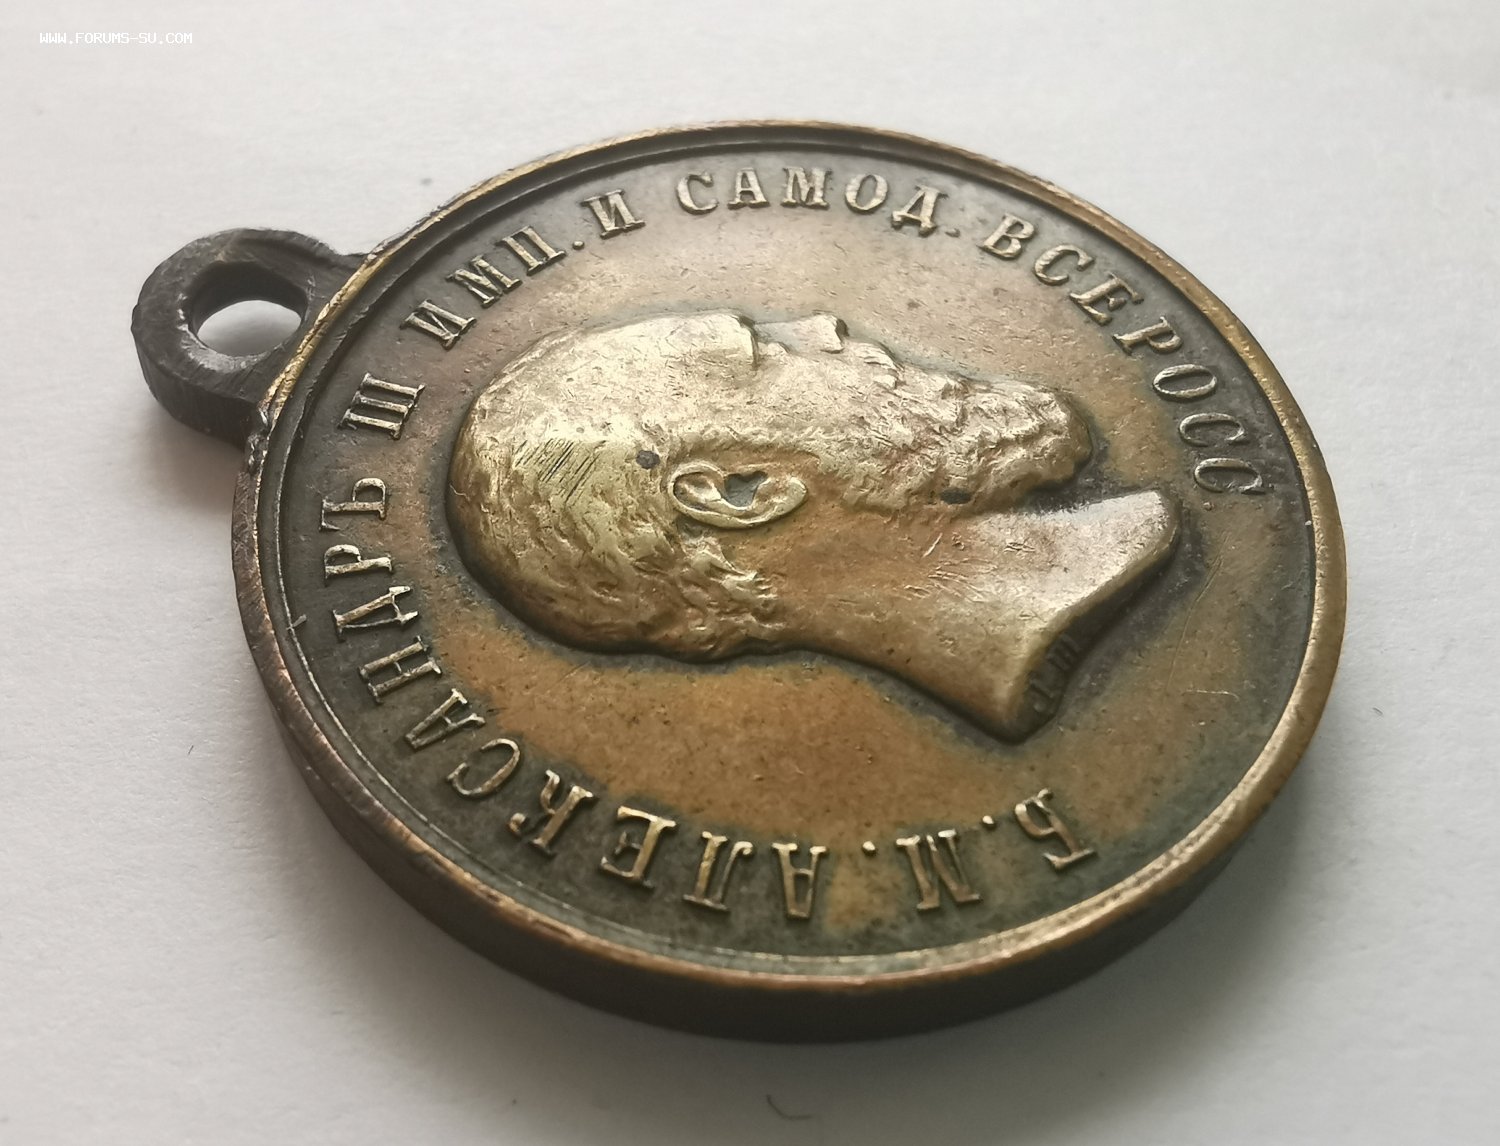 WWW.FORUMS-SU.COM
Б. М. АЛЕКСАНДРЪ III ИМП. И САМОД. ВСЕРОСС.